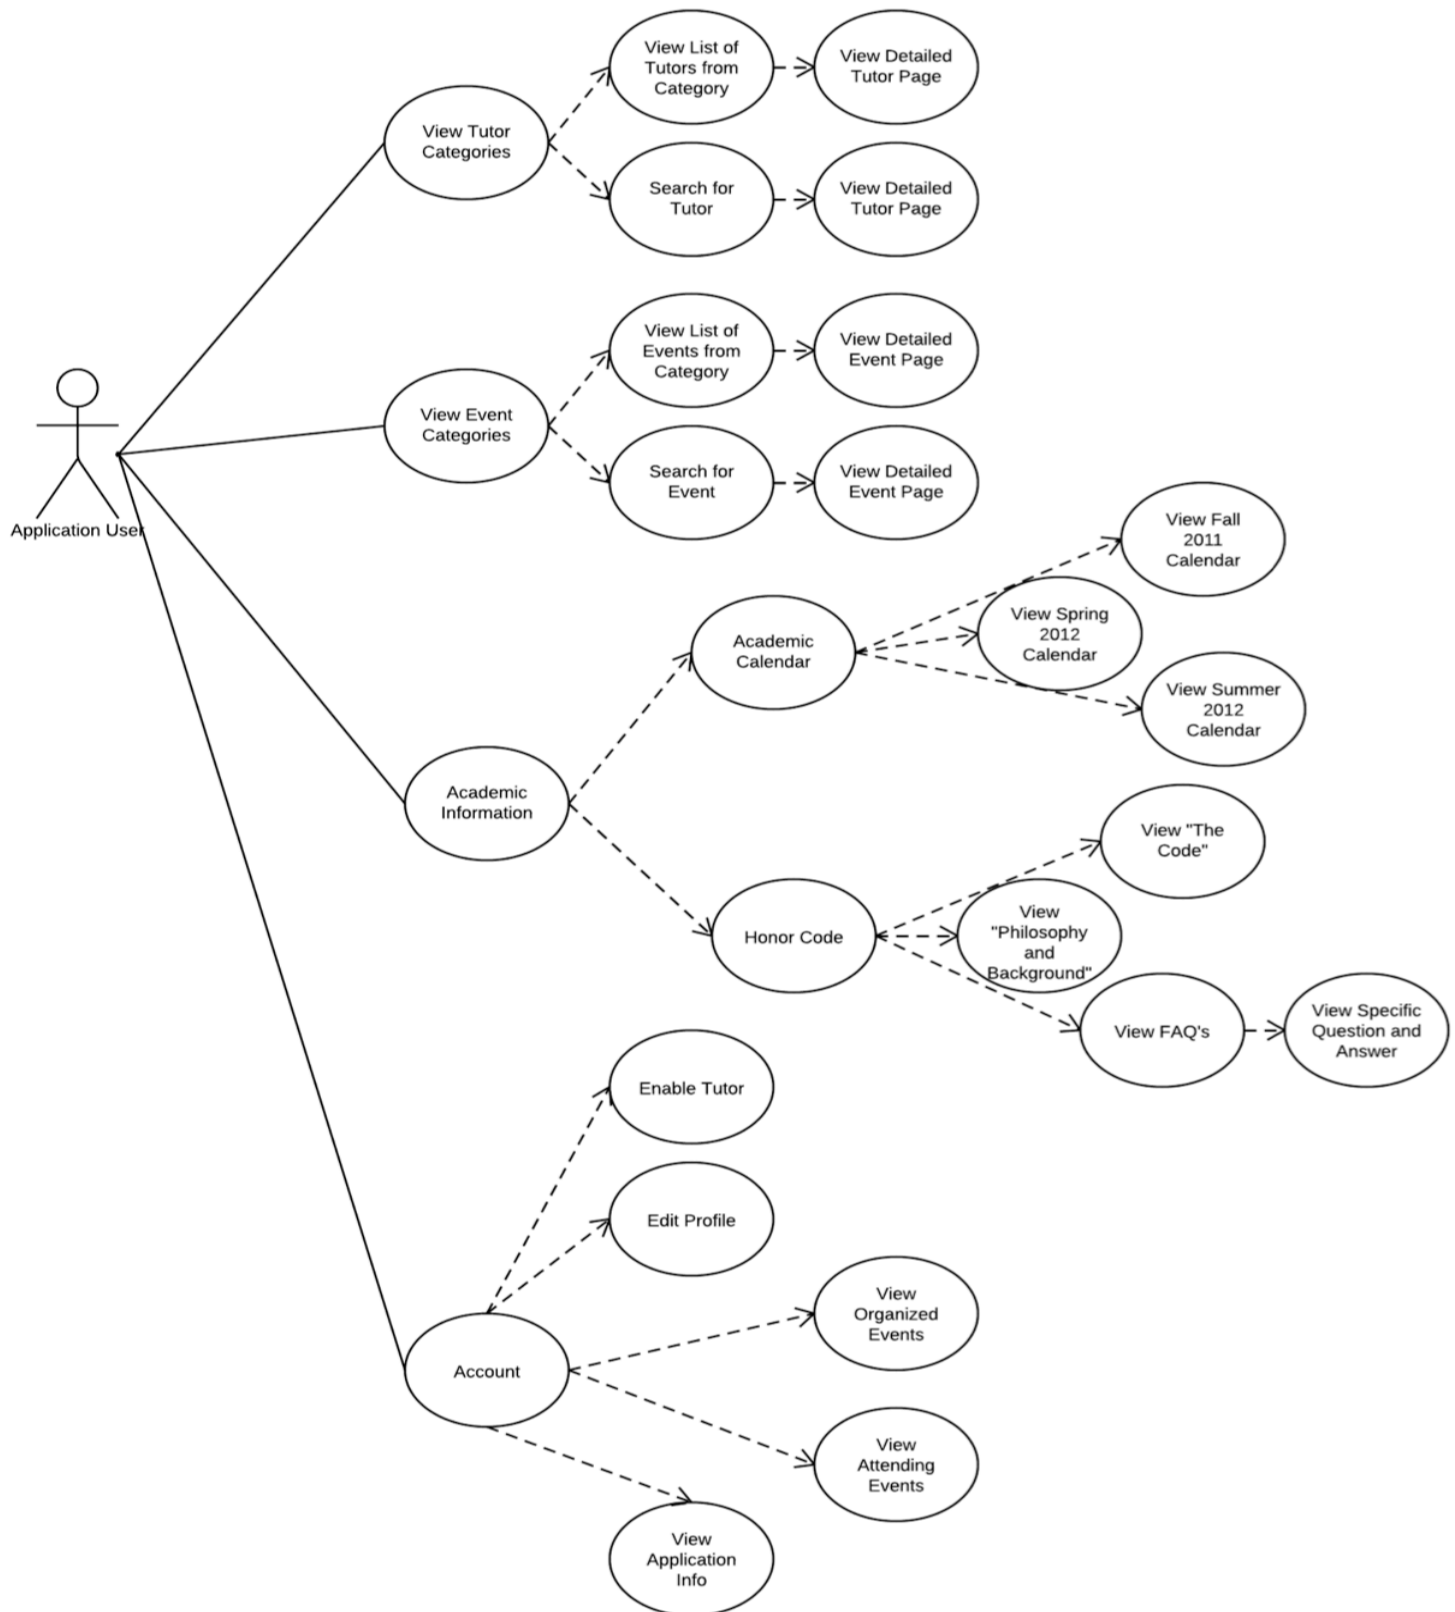 View List of
Tutors from
Category
View Detailed
Tutor Page
View Tutor
Categories
Search for
Tutor
View Detailed
Tutor Page
View List of
Events from
Category
View Detailed
Event Page
View Event
Categories
Search for
Event
View Detailed
Event Page
Application User
View Fall
2011
Calendar
View Spring
2012
Calendar
Academic
Calendar
View Summer
2012
Calendar
Academic
Information
View "The
Code"
View
"Philosophy
and
Background"
Honor Code
View FAQ's
View Specific
Question and
Answer
Enable Tutor
Edit Profile
View
Organized
Events
Account
View
Attending
Events
View
Application
Info